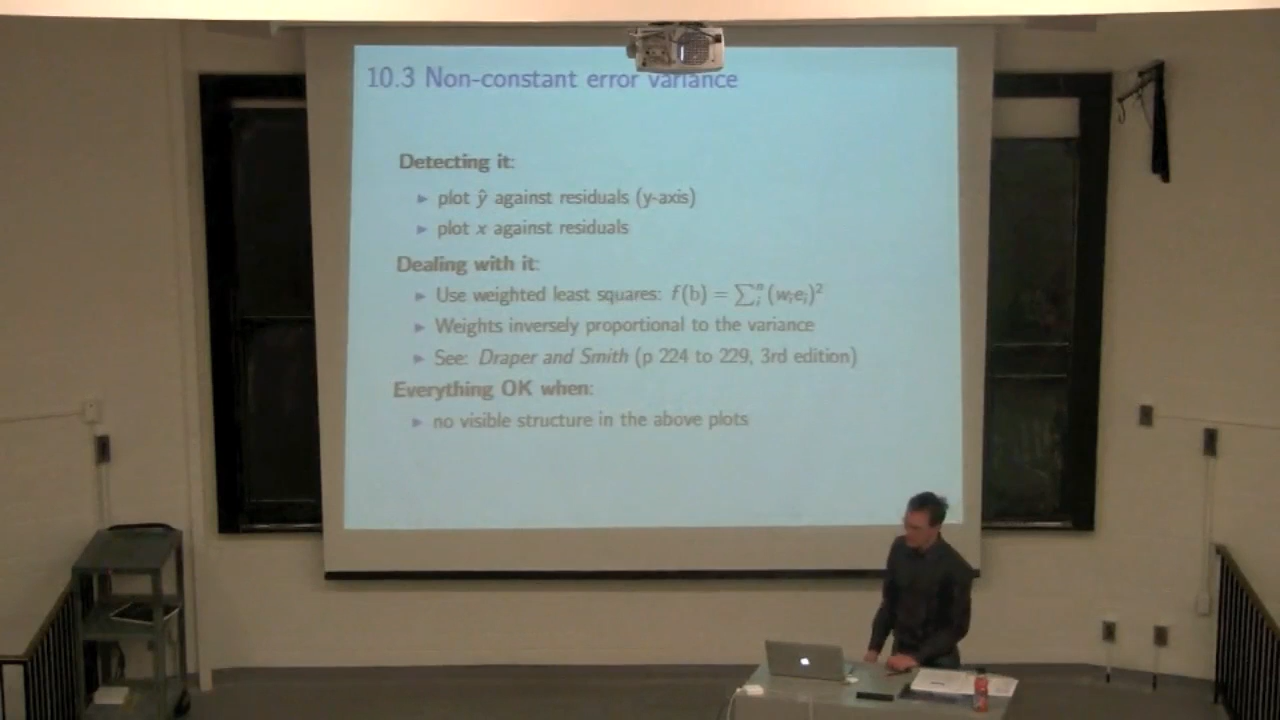 10.3 Non-constant error variance
Detecting it:
▸ plot ŷ against residuals (y-axis)
▸ plot x against residuals
Dealing with it:
▸ Use weighted least squares: f(b) = ∑ᵢⁿ (wᵢeᵢ)²
▸ Weights inversely proportional to the variance
▸ See: Draper and Smith (p 224 to 229, 3rd edition)
Everything OK when:
▸ no visible structure in the above plots